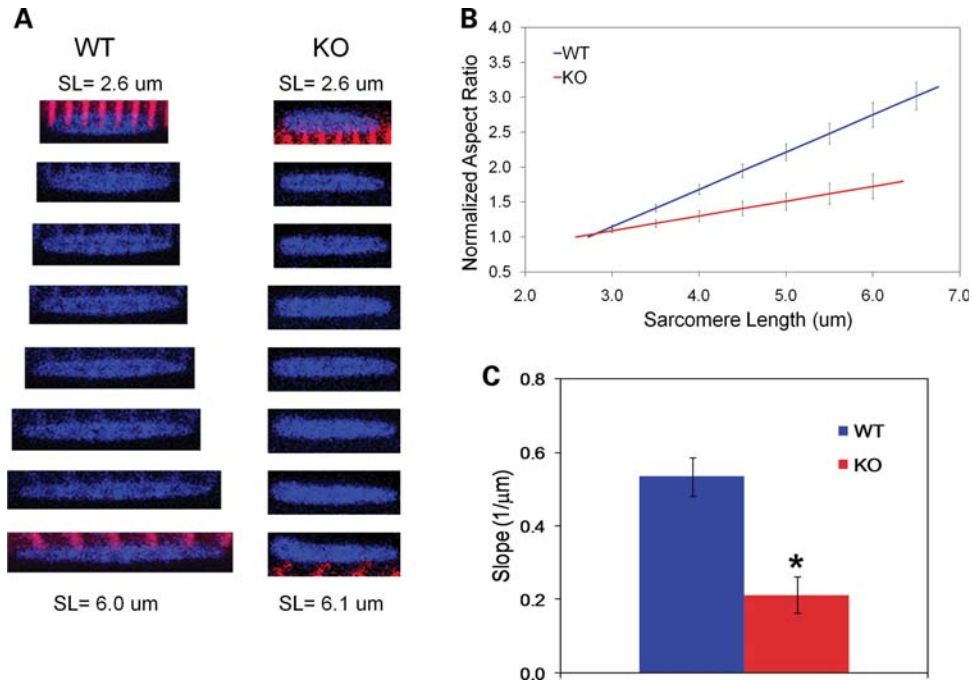 A
WT
KO
SL= 2.6 um
SL= 2.6 um
SL= 6.0 um
SL= 6.1 um
B
Normalized Aspect Ratio
4.0
3.5
3.0
2.5
2.0
1.5
1.0
0.5
WT
KO
2.0 3.0 4.0 5.0 6.0 7.0
Sarcomere Length (um)
C
Slope (1/μm)
0.8
0.6
0.4
0.2
0.0
WT
KO
*